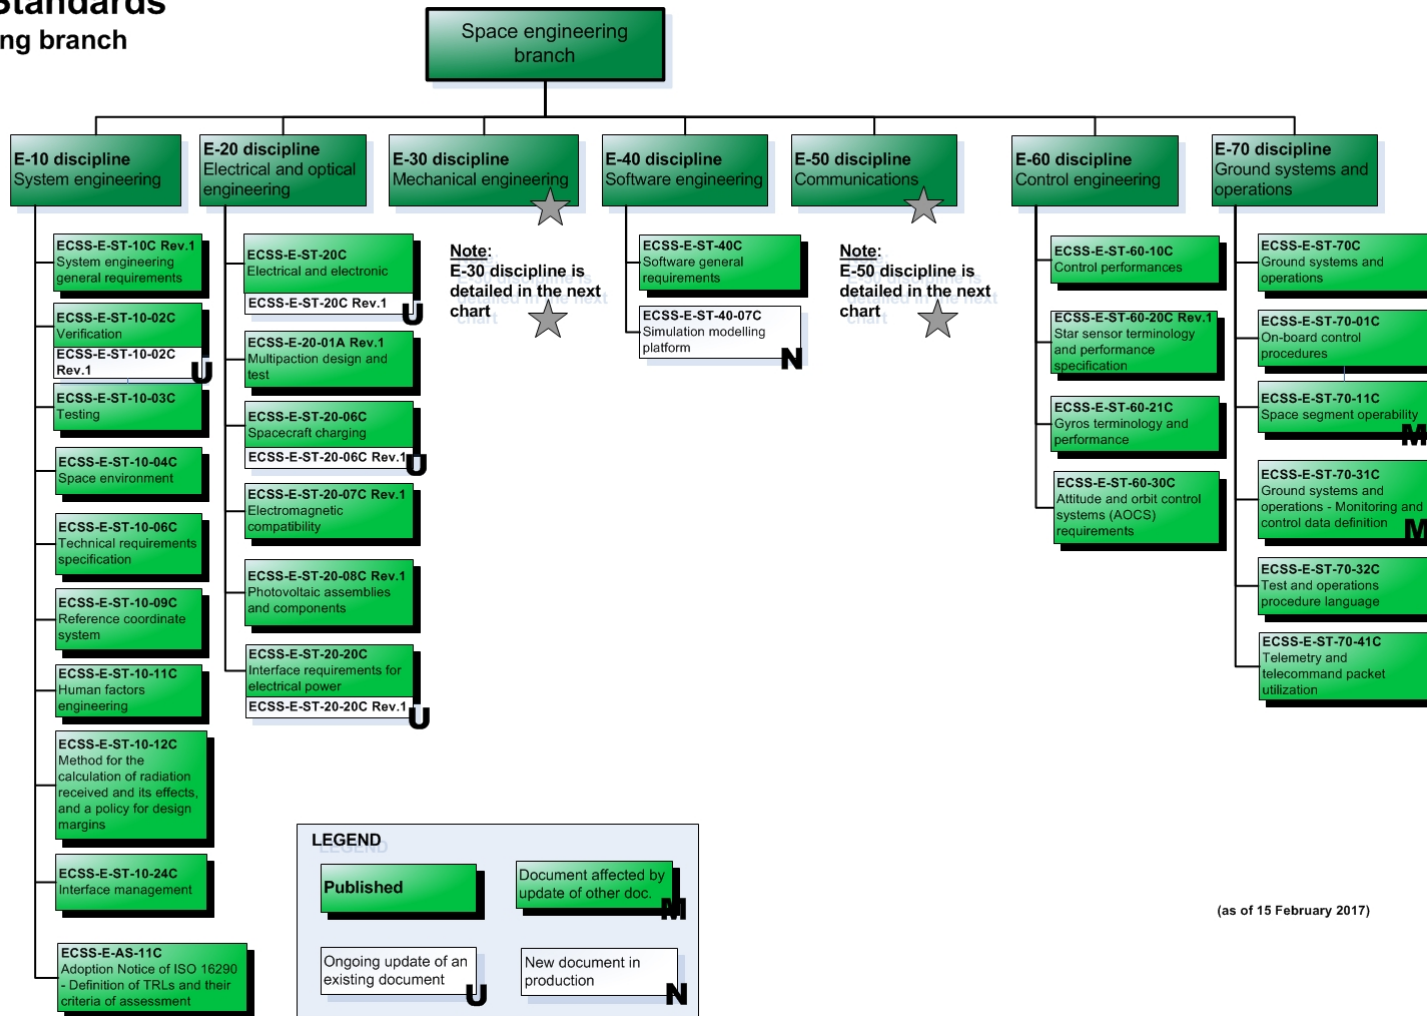 Standards
ng branch
Space engineering
branch
E-10 discipline
System engineering
ECSS-E-ST-10C Rev.1
System engineering
general requirements
ECSS-E-ST-10-02C
Verification
ECSS-E-ST-10-02C
Rev.1
U
ECSS-E-ST-10-03C
Testing
ECSS-E-ST-10-04C
Space environment
ECSS-E-ST-10-06C
Technical requirements
specification
ECSS-E-ST-10-09C
Reference coordinate
system
ECSS-E-ST-10-11C
Human factors
engineering
ECSS-E-ST-10-12C
Method for the
calculation of radiation
received and its effects,
and a policy for design
margins
ECSS-E-ST-10-24C
Interface management
ECSS-E-AS-11C
Adoption Notice of ISO 16290
- Definition of TRLs and their
criteria of assessment
E-20 discipline
Electrical and optical
engineering
ECSS-E-ST-20C
Electrical and electronic
ECSS-E-ST-20C Rev.1
U
ECSS-E-20-01A Rev.1
Multipaction design and
test
ECSS-E-ST-20-06C
Spacecraft charging
ECSS-E-ST-20-06C Rev.1
U
ECSS-E-ST-20-07C Rev.1
Electromagnetic
compatibility
ECSS-E-ST-20-08C Rev.1
Photovoltaic assemblies
and components
ECSS-E-ST-20-20C
Interface requirements for
electrical power
ECSS-E-ST-20-20C Rev.1
U
E-30 discipline
Mechanical engineering
Note:
E-30 discipline is
detailed in the next
chart
E-40 discipline
Software engineering
ECSS-E-ST-40C
Software general
requirements
ECSS-E-ST-40-07C
Simulation modelling
platform
N
E-50 discipline
Communications
Note:
E-50 discipline is
detailed in the next
chart
E-60 discipline
Control engineering
ECSS-E-ST-60-10C
Control performances
ECSS-E-ST-60-20C Rev.1
Star sensor terminology
and performance
specification
ECSS-E-ST-60-21C
Gyros terminology and
performance
ECSS-E-ST-60-30C
Attitude and orbit control
systems (AOCS)
requirements
E-70 discipline
Ground systems and
operations
ECSS-E-ST-70C
Ground systems and
operations
ECSS-E-ST-70-01C
On-board control
procedures
ECSS-E-ST-70-11C
Space segment operability
M
ECSS-E-ST-70-31C
Ground systems and
operations - Monitoring and
control data definition
M
ECSS-E-ST-70-32C
Test and operations
procedure language
ECSS-E-ST-70-41C
Telemetry and
telecommand packet
utilization
LEGEND
Published
Document affected by
update of other doc.
M
Ongoing update of an
existing document
U
New document in
production
N
(as of 15 February 2017)